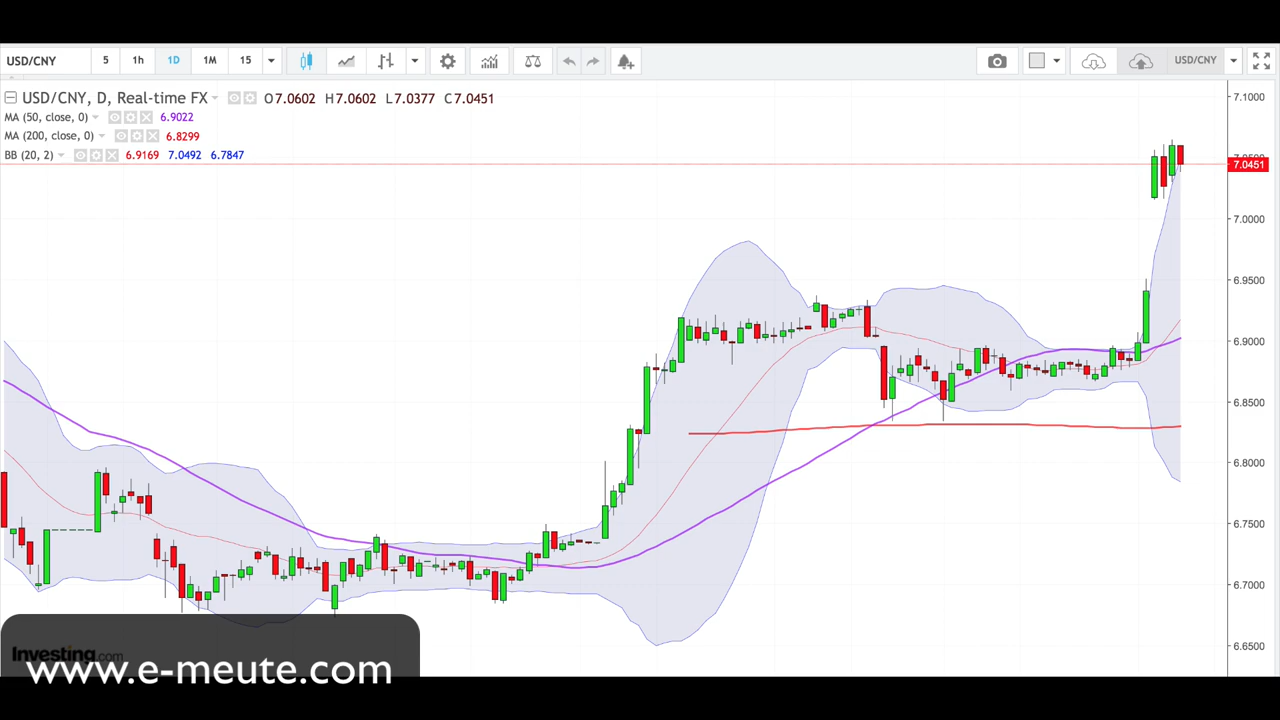 USD/CNY 5 1h 1D 1M 15 USD/CNY
USD/CNY, D, Real-time FX O7.0602 H7.0602 L7.0377 C7.0451
MA (50, close, 0) 6.9022
MA (200, close, 0) 6.8299
BB (20, 2) 6.9169 7.0492 6.7847
7.1000
7.0500
7.0451
7.0000
6.9500
6.9000
6.8500
6.8000
6.7500
6.7000
6.6500
Investing.com
www.e-meute.com